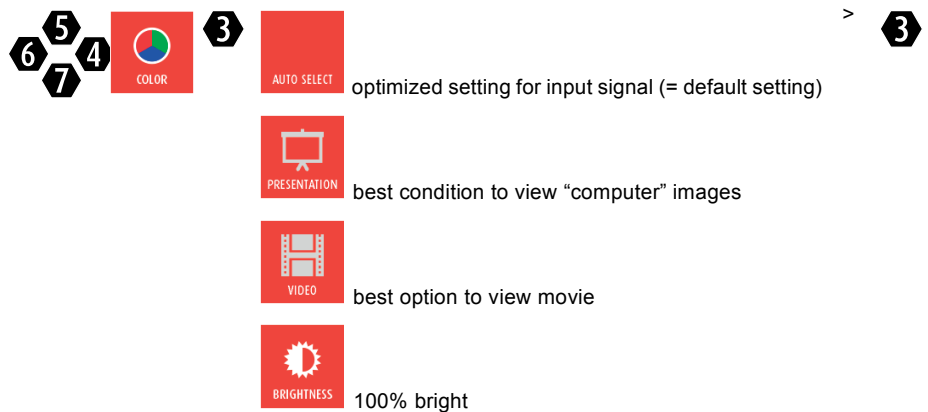 5
6 4
7
COLOR
3
AUTO SELECT
optimized setting for input signal (= default setting)
>
3
PRESENTATION
best condition to view “computer” images
VIDEO
best option to view movie
BRIGHTNESS
100% bright